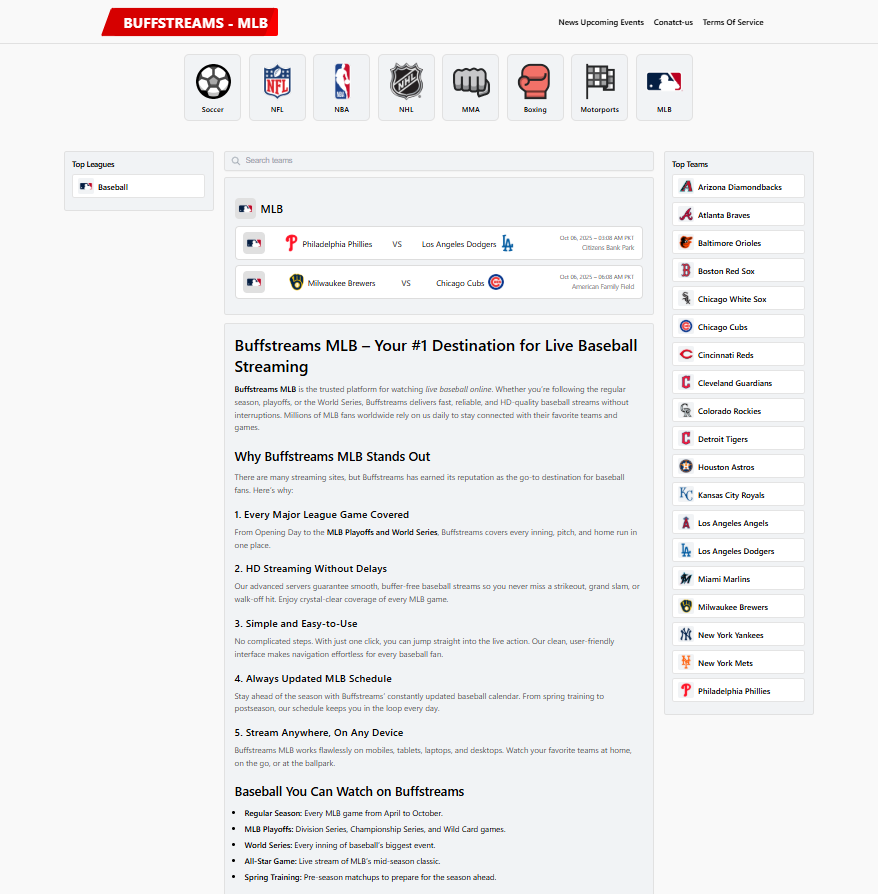 BUFFSTREAMS - MLB
News Upcoming Events Conatct-us Terms Of Service
Soccer NFL NBA NHL MMA Boxing Motorports MLB
Top Leagues
Baseball
Search teams
MLB
Philadelphia Phillies VS Los Angeles Dodgers Oct 06, 2025 – 03:08 AM PKT
Citizens Bank Park
Milwaukee Brewers VS Chicago Cubs Oct 06, 2025 – 06:08 AM PKT
American Family Field
Buffstreams MLB – Your #1 Destination for Live Baseball
Streaming
Buffstreams MLB is the trusted platform for watching live baseball online. Whether you're following the regular
season, playoffs, or the World Series, Buffstreams delivers fast, reliable, and HD-quality baseball streams without
interruptions. Millions of MLB fans worldwide rely on us daily to stay connected with their favorite teams and
games.
Why Buffstreams MLB Stands Out
There are many streaming sites, but Buffstreams has earned its reputation as the go-to destination for baseball
fans. Here's why:
1. Every Major League Game Covered
From Opening Day to the MLB Playoffs and World Series, Buffstreams covers every inning, pitch, and home run in
one place.
2. HD Streaming Without Delays
Our advanced servers guarantee smooth, buffer-free baseball streams so you never miss a strikeout, grand slam, or
walk-off hit. Enjoy crystal-clear coverage of every MLB game.
3. Simple and Easy-to-Use
No complicated steps. With just one click, you can jump straight into the live action. Our clean, user-friendly
interface makes navigation effortless for every baseball fan.
4. Always Updated MLB Schedule
Stay ahead of the season with Buffstreams' constantly updated baseball calendar. From spring training to
postseason, our schedule keeps you in the loop every day.
5. Stream Anywhere, On Any Device
Buffstreams MLB works flawlessly on mobiles, tablets, laptops, and desktops. Watch your favorite teams at home,
on the go, or at the ballpark.
Baseball You Can Watch on Buffstreams
• Regular Season: Every MLB game from April to October.
• MLB Playoffs: Division Series, Championship Series, and Wild Card games.
• World Series: Every inning of baseball's biggest event.
• All-Star Game: Live stream of MLB's mid-season classic.
• Spring Training: Pre-season matchups to prepare for the season ahead.
Top Teams
Arizona Diamondbacks
Atlanta Braves
Baltimore Orioles
Boston Red Sox
Chicago White Sox
Chicago Cubs
Cincinnati Reds
Cleveland Guardians
Colorado Rockies
Detroit Tigers
Houston Astros
Kansas City Royals
Los Angeles Angels
Los Angeles Dodgers
Miami Marlins
Milwaukee Brewers
New York Yankees
New York Mets
Philadelphia Phillies